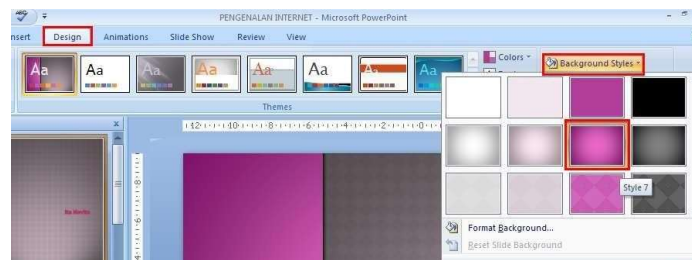 PENGENALAN INTERNET - Microsoft PowerPoint
nsert Design Animations Slide Show Review View
Aa Aa Aa Aa Aa Aa Aa Aa
Colors
Background Styles
Themes
Style 7
Format Background...
Reset Slide Background